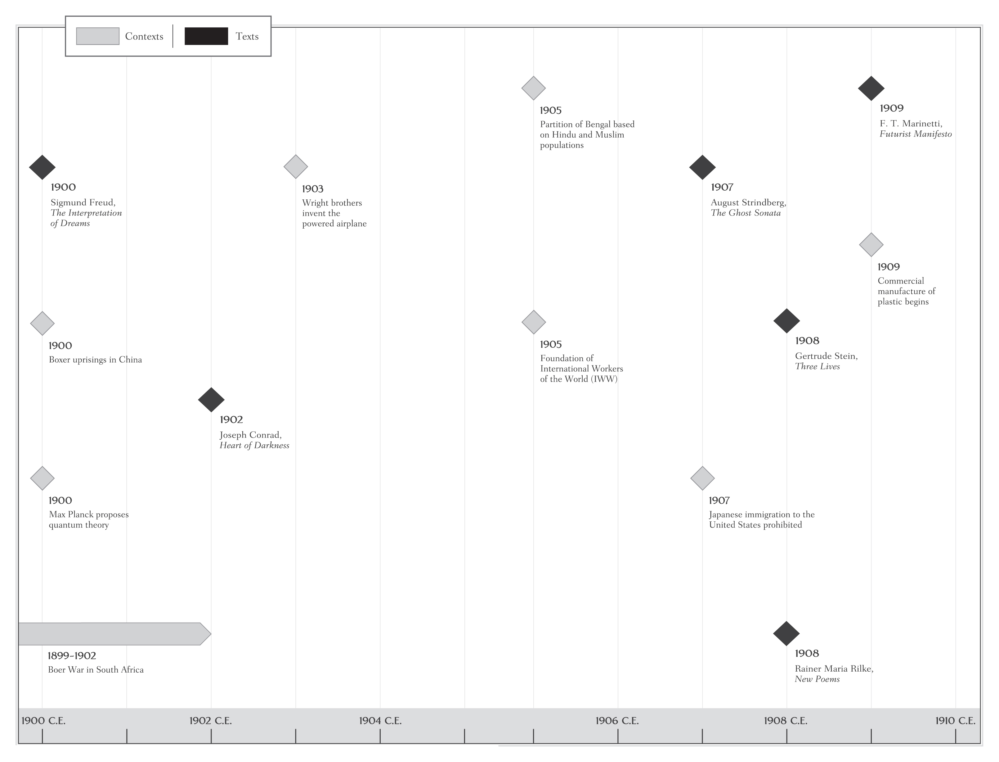 Contexts
Texts
1905
Partition of Bengal based
on Hindu and Muslim
populations
1909
F. T. Marinetti,
Futurist Manifesto
1900
Sigmund Freud,
The Interpretation
of Dreams
1903
Wright brothers
invent the
powered airplane
1907
August Strindberg,
The Ghost Sonata
1909
Commercial
manufacture of
plastic begins
1900
Boxer uprisings in China
1905
Foundation of
International Workers
of the World (IWW)
1908
Gertrude Stein,
Three Lives
1902
Joseph Conrad,
Heart of Darkness
1900
Max Planck proposes
quantum theory
1907
Japanese immigration to the
United States prohibited
1899-1902
Boer War in South Africa
1908
Rainer Maria Rilke,
New Poems
1900 C.E.
1902 C.E.
1904 C.E.
1906 C.E.
1908 C.E.
1910 C.E.